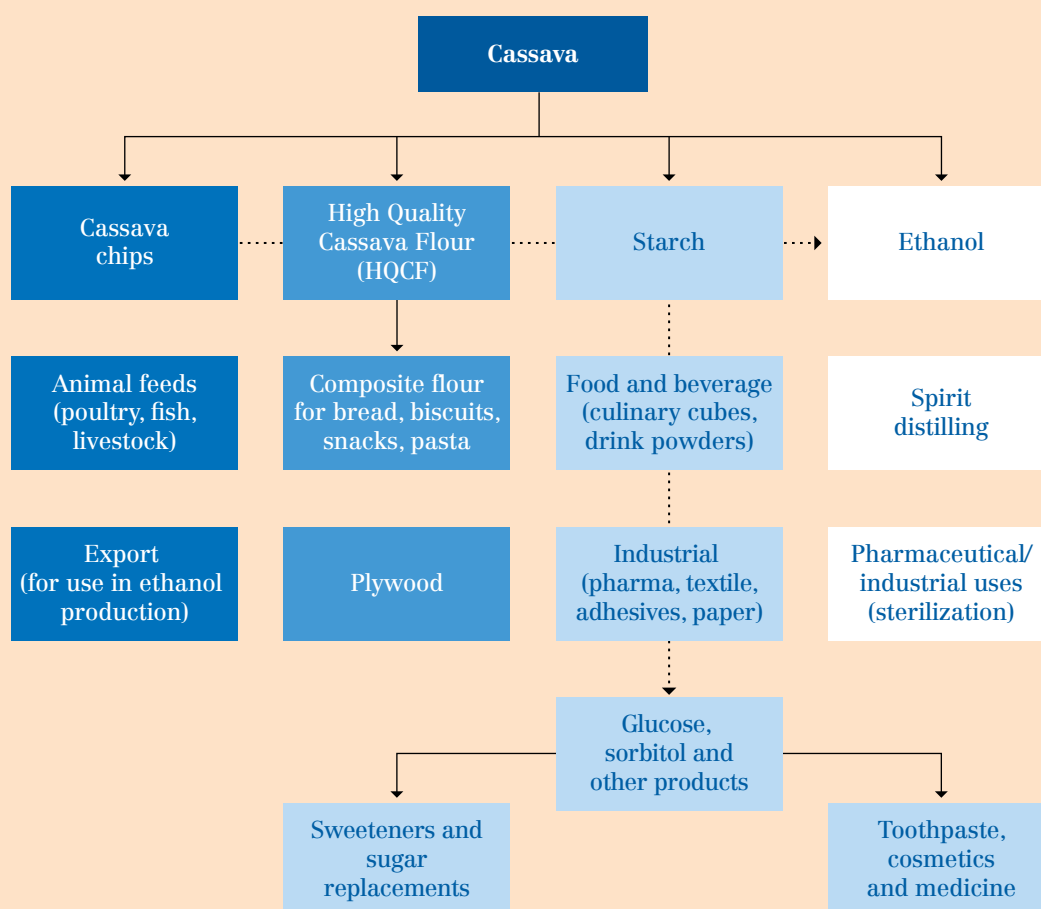 Cassava
Cassava
chips
High Quality
Cassava Flour
(HQCF)
Starch
Ethanol
Animal feeds
(poultry, fish,
livestock)
Composite flour
for bread, biscuits,
snacks, pasta
Food and beverage
(culinary cubes,
drink powders)
Spirit
distilling
Export
(for use in ethanol
production)
Plywood
Industrial
(pharma, textile,
adhesives, paper)
Pharmaceutical/
industrial uses
(sterilization)
Glucose,
sorbitol and
other products
Sweeteners and
sugar
replacements
Toothpaste,
cosmetics
and medicine